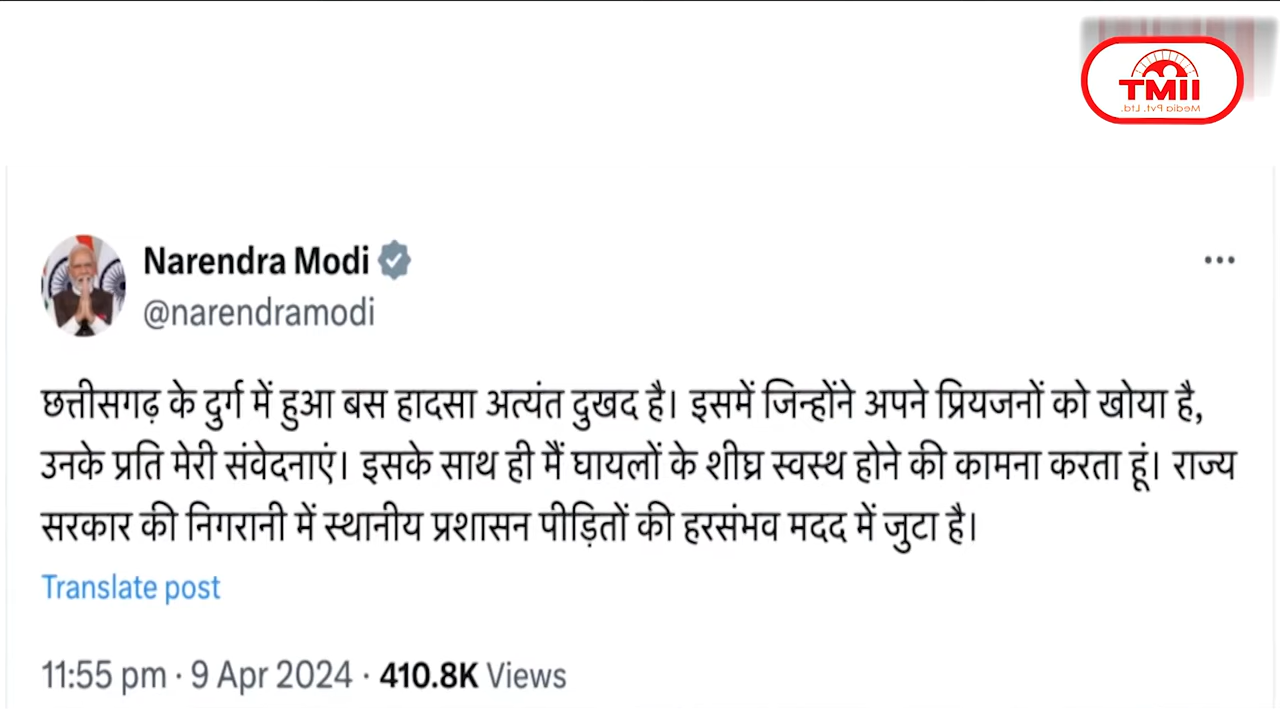 TMII
Media Pvt. Ltd.
Narendra Modi
@narendramodi
छत्तीसगढ़ के दुर्ग में हुआ बस हादसा अत्यंत दुखद है। इसमें जिन्होंने अपने प्रियजनों को खोया है,
उनके प्रति मेरी संवेदनाएं। इसके साथ ही मैं घायलों के शीघ्र स्वस्थ होने की कामना करता हूं। राज्य
सरकार की निगरानी में स्थानीय प्रशासन पीड़ितों की हरसंभव मदद में जुटा है।
Translate post
11:55 pm · 9 Apr 2024 · 410.8K Views